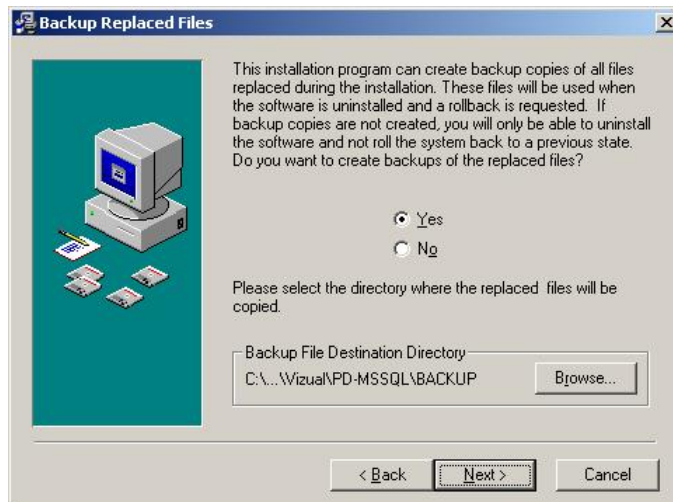 Backup Replaced Files
This installation program can create backup copies of all files
replaced during the installation. These files will be used when
the software is uninstalled and a rollback is requested. If
backup copies are not created, you will only be able to uninstall
the software and not roll the system back to a previous state.
Do you want to create backups of the replaced files?
Yes
No
Please select the directory where the replaced files will be
copied.
Backup File Destination Directory
C:\...\Vizual\PD-MSSQL\BACKUP
Browse...
< Back
Next >
Cancel